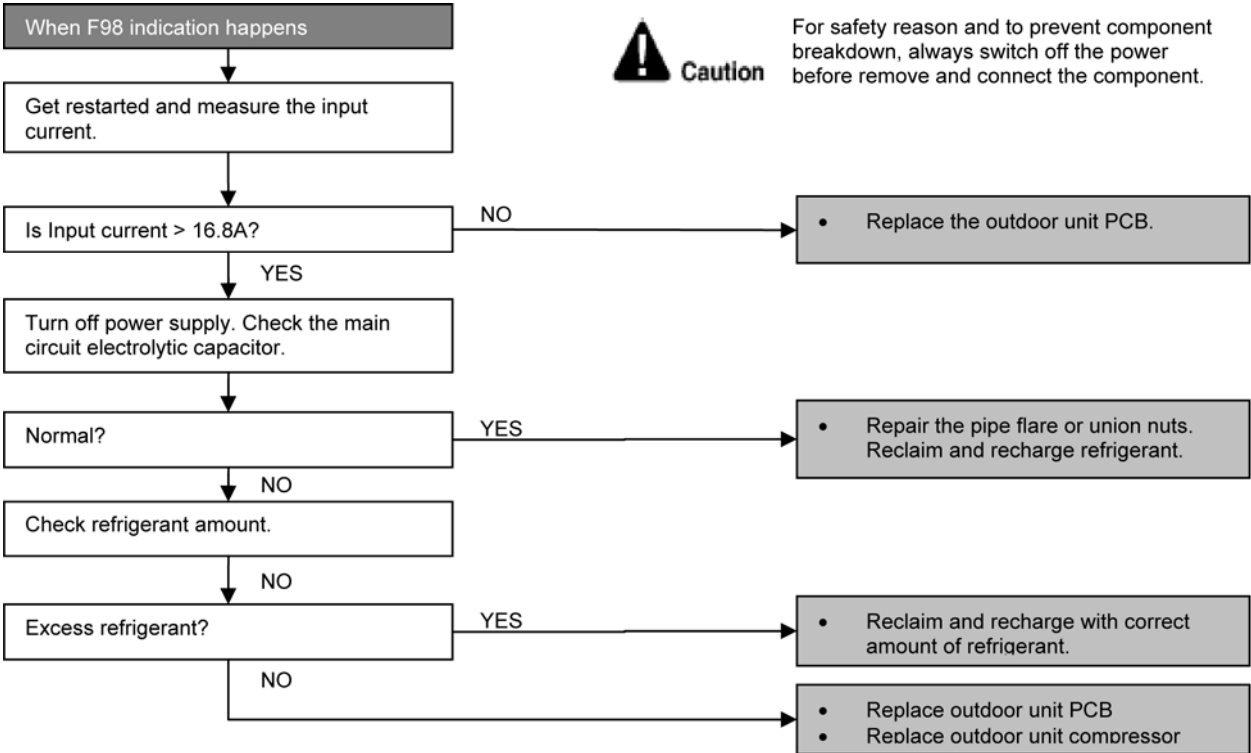 When F98 indication happens
For safety reason and to prevent component
breakdown, always switch off the power
before remove and connect the component.
Caution
Get restarted and measure the input
current.
Is Input current > 16.8A?
NO
• Replace the outdoor unit PCB.
YES
Turn off power supply. Check the main
circuit electrolytic capacitor.
Normal?
YES
• Repair the pipe flare or union nuts.
Reclaim and recharge refrigerant.
NO
Check refrigerant amount.
NO
Excess refrigerant?
YES
• Reclaim and recharge with correct
amount of refrigerant.
NO
• Replace outdoor unit PCB
• Replace outdoor unit compressor